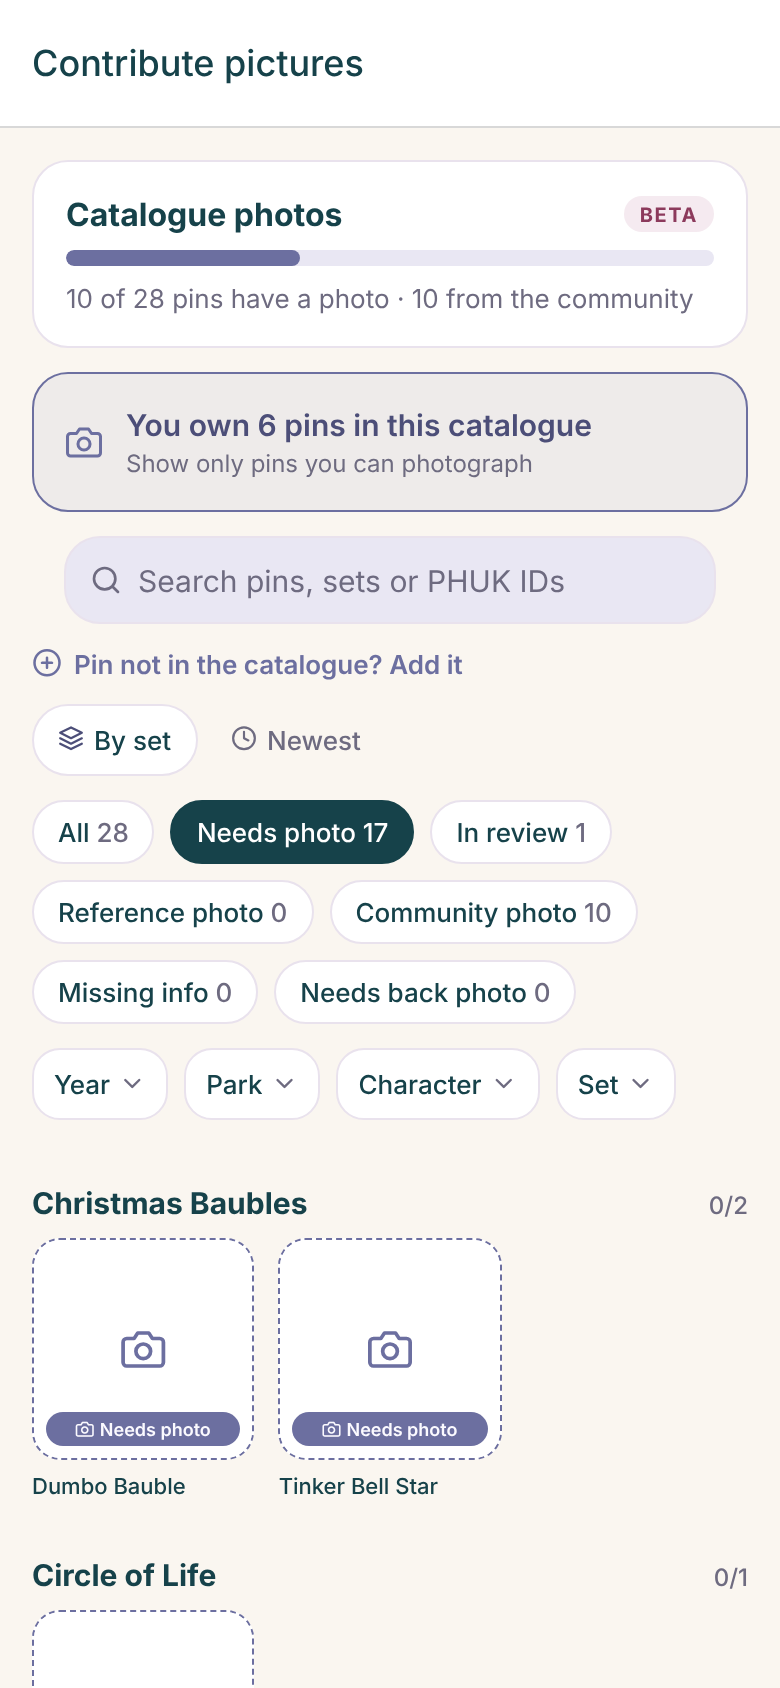 Contribute pictures
Catalogue photos BETA
10 of 28 pins have a photo · 10 from the community
You own 6 pins in this catalogue
Show only pins you can photograph
Search pins, sets or PHUK IDs
Pin not in the catalogue? Add it
By set Newest
All 28 Needs photo 17 In review 1
Reference photo 0 Community photo 10
Missing info 0 Needs back photo 0
Year Park Character Set
Christmas Baubles 0/2
Needs photo Needs photo
Dumbo Bauble Tinker Bell Star
Circle of Life 0/1